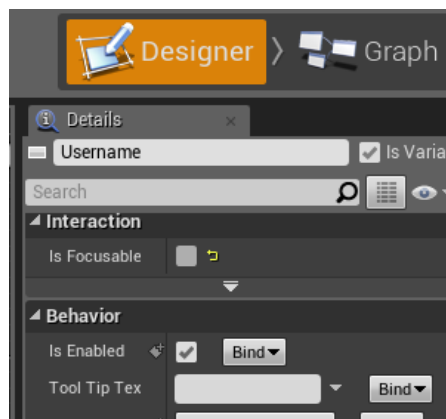 Designer Graph
Details
Username Is Varia
Search
Interaction
Is Focusable
Behavior
Is Enabled Bind
Tool Tip Tex Bind